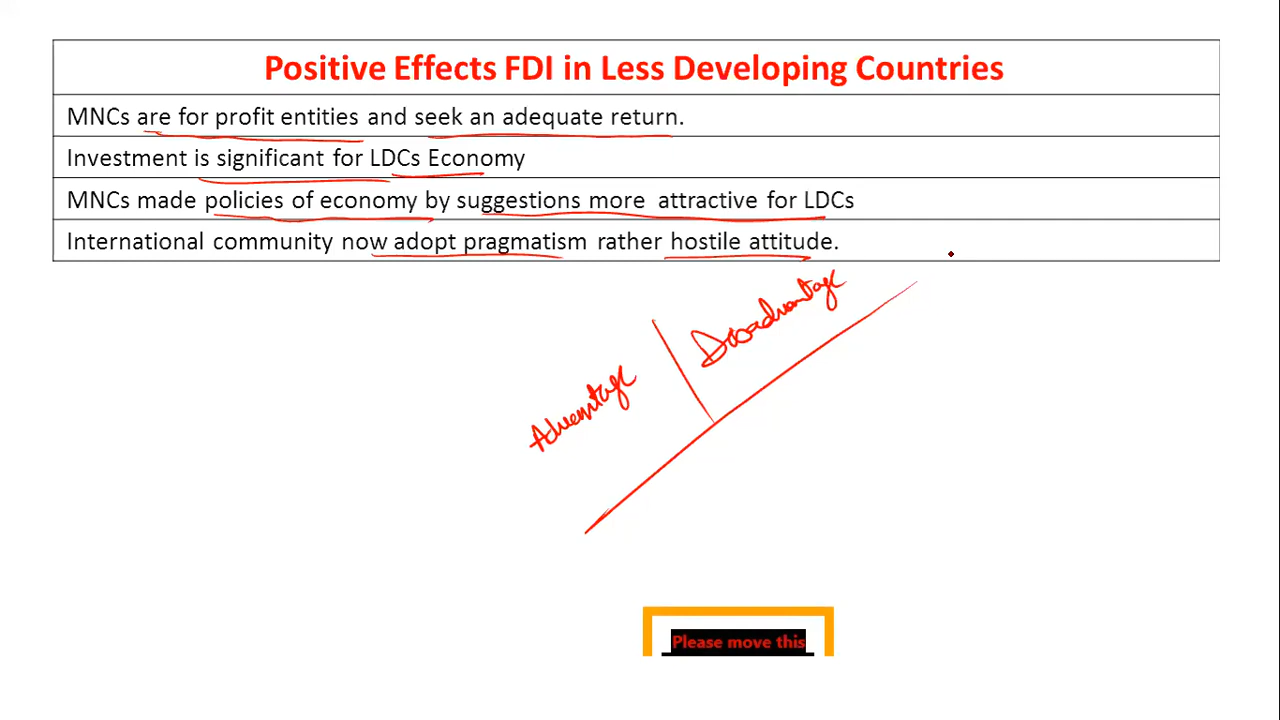 Positive Effects FDI in Less Developing Countries
MNCs are for profit entities and seek an adequate return.
Investment is significant for LDCs Economy
MNCs made policies of economy by suggestions more attractive for LDCs
International community now adopt pragmatism rather hostile attitude.
Disadvantage
Please move this